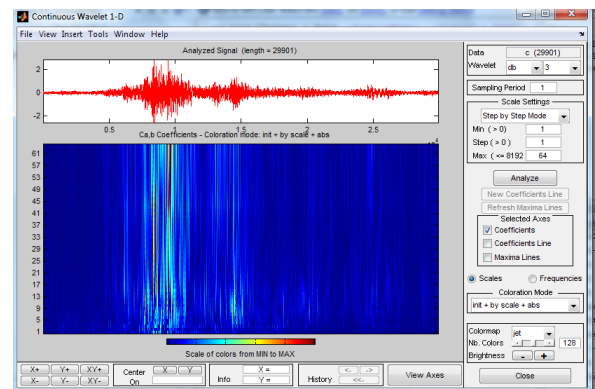 Continuous Wavelet 1-D
File View Insert Tools Window Help
Analyzed Signal (length = 29901)
2
0
-2
0.5 1 1.5 2 2.5
Ca,b Coefficients - Coloration mode: init + by scale + abs
61
57
53
49
45
41
37
33
29
25
21
17
13
9
5
1
Scale of colors from MIN to MAX
X+ Y+ XY+
X- Y- XY-
Center On X Y
Info X = Y =
History <- -> <<-
View Axes
Data c (29901)
Wavelet db 3
Sampling Period 1
Scale Settings
Step by Step Mode
Min ( > 0) 1
Step ( > 0 ) 1
Max ( <= 8192 64
Analyze
New Coefficients Line
Refresh Maxima Lines
Selected Axes
Coefficients
Coefficients Line
Maxima Lines
Scales Frequencies
Coloration Mode
init + by scale + abs
Colormap jet
Nb. Colors 128
Brightness - +
Close